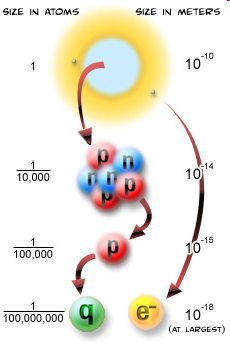 SIZE IN ATOMS
SIZE IN METERS
1
10-10
p
n
n
n
p
p
1
10,000
10-14
1
100,000
p
10-15
1
100,000,000
q
e-
10-18
(AT LARGEST)